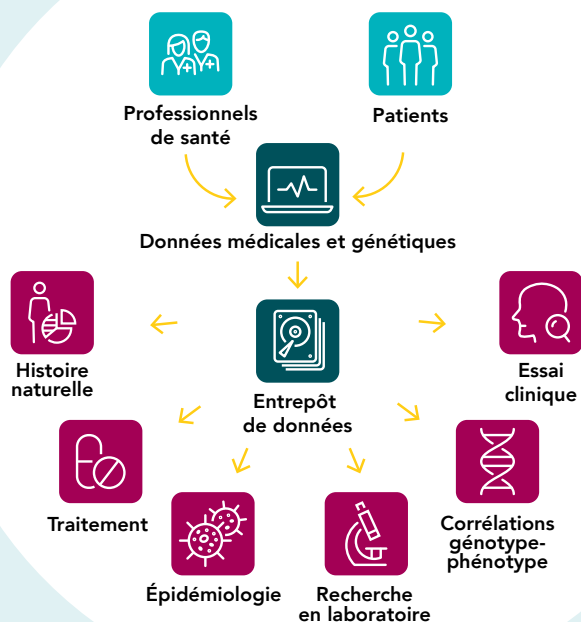 Professionnels
de santé
Patients
Données médicales et génétiques
Histoire
naturelle
Essai
clinique
Entrepôt
de données
Traitement
Corrélations
génotype-
phénotype
Épidémiologie
Recherche
en laboratoire